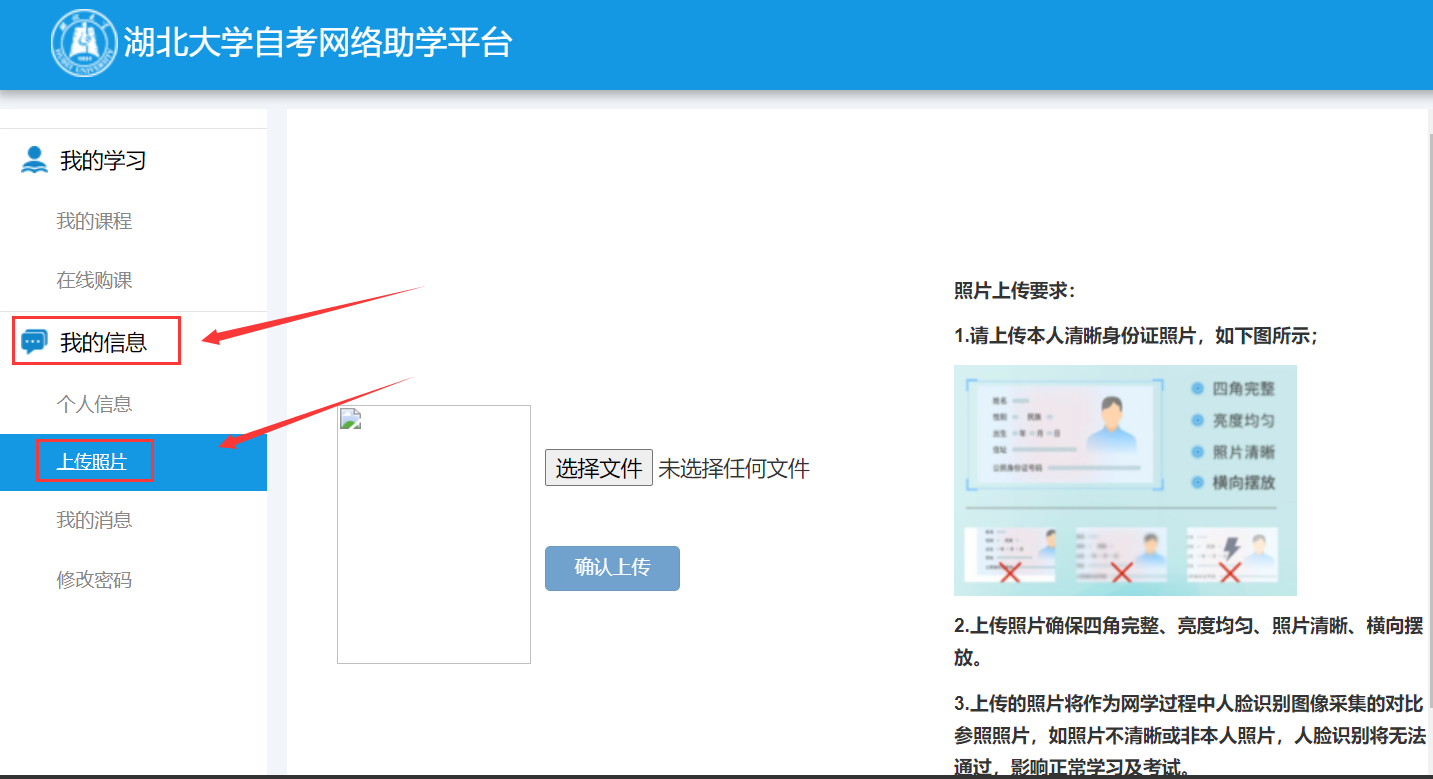 湖北大学自考网络助学平台
我的学习
我的课程
在线购课
我的信息
个人信息
上传照片
我的消息
修改密码
选择文件 未选择任何文件
确认上传
照片上传要求：
1.请上传本人清晰身份证照片，如下图所示；
姓名
性别 民族
出生 年 月 日
住址
公民身份证号码
四角完整
亮度均匀
照片清晰
横向摆放
2.上传照片确保四角完整、亮度均匀、照片清晰、横向摆
放。
3.上传的照片将作为网学过程中人脸识别图像采集的对比
参照照片，如照片不清晰或非本人照片，人脸识别将无法
通过，影响正常学习及考试。